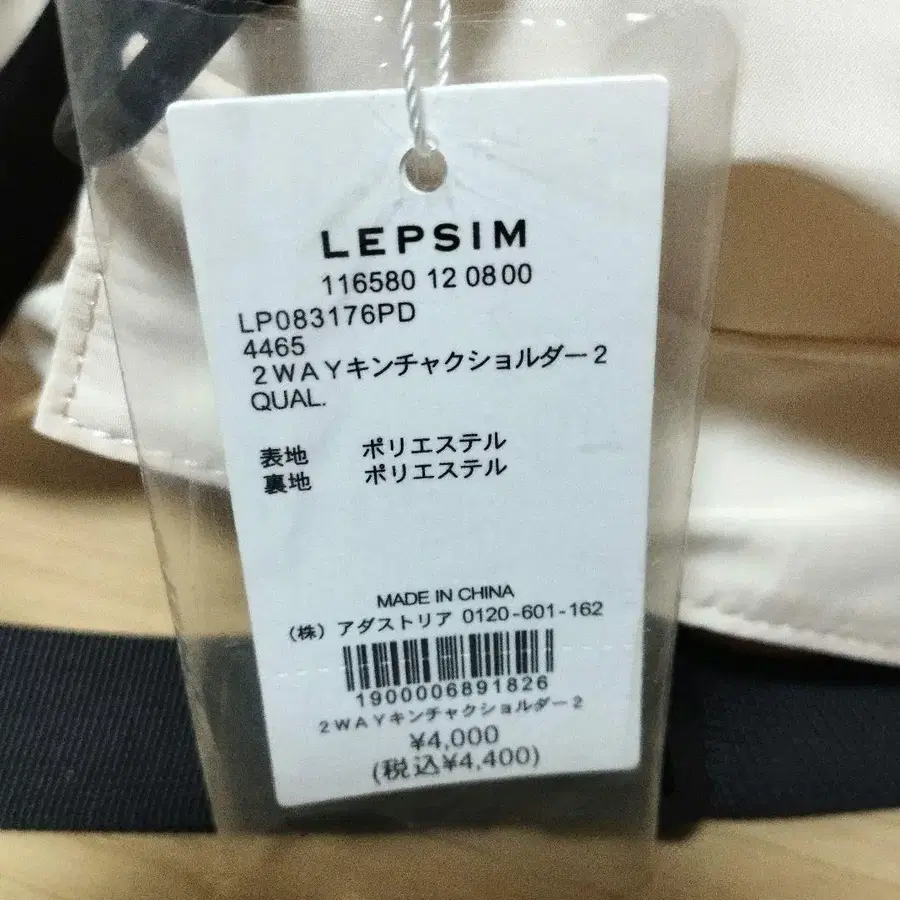 LEPSIM
116580 12 0800
LP083176PD
4465
2WAYキンチャクショルダー2
QUAL.
表地 ポリエステル
裏地 ポリエステル
MADE IN CHINA
(株) アダストリア 0120-601-162
1900006891826
2WAYキンチャクショルダー2
¥4,000
(税込¥4,400)